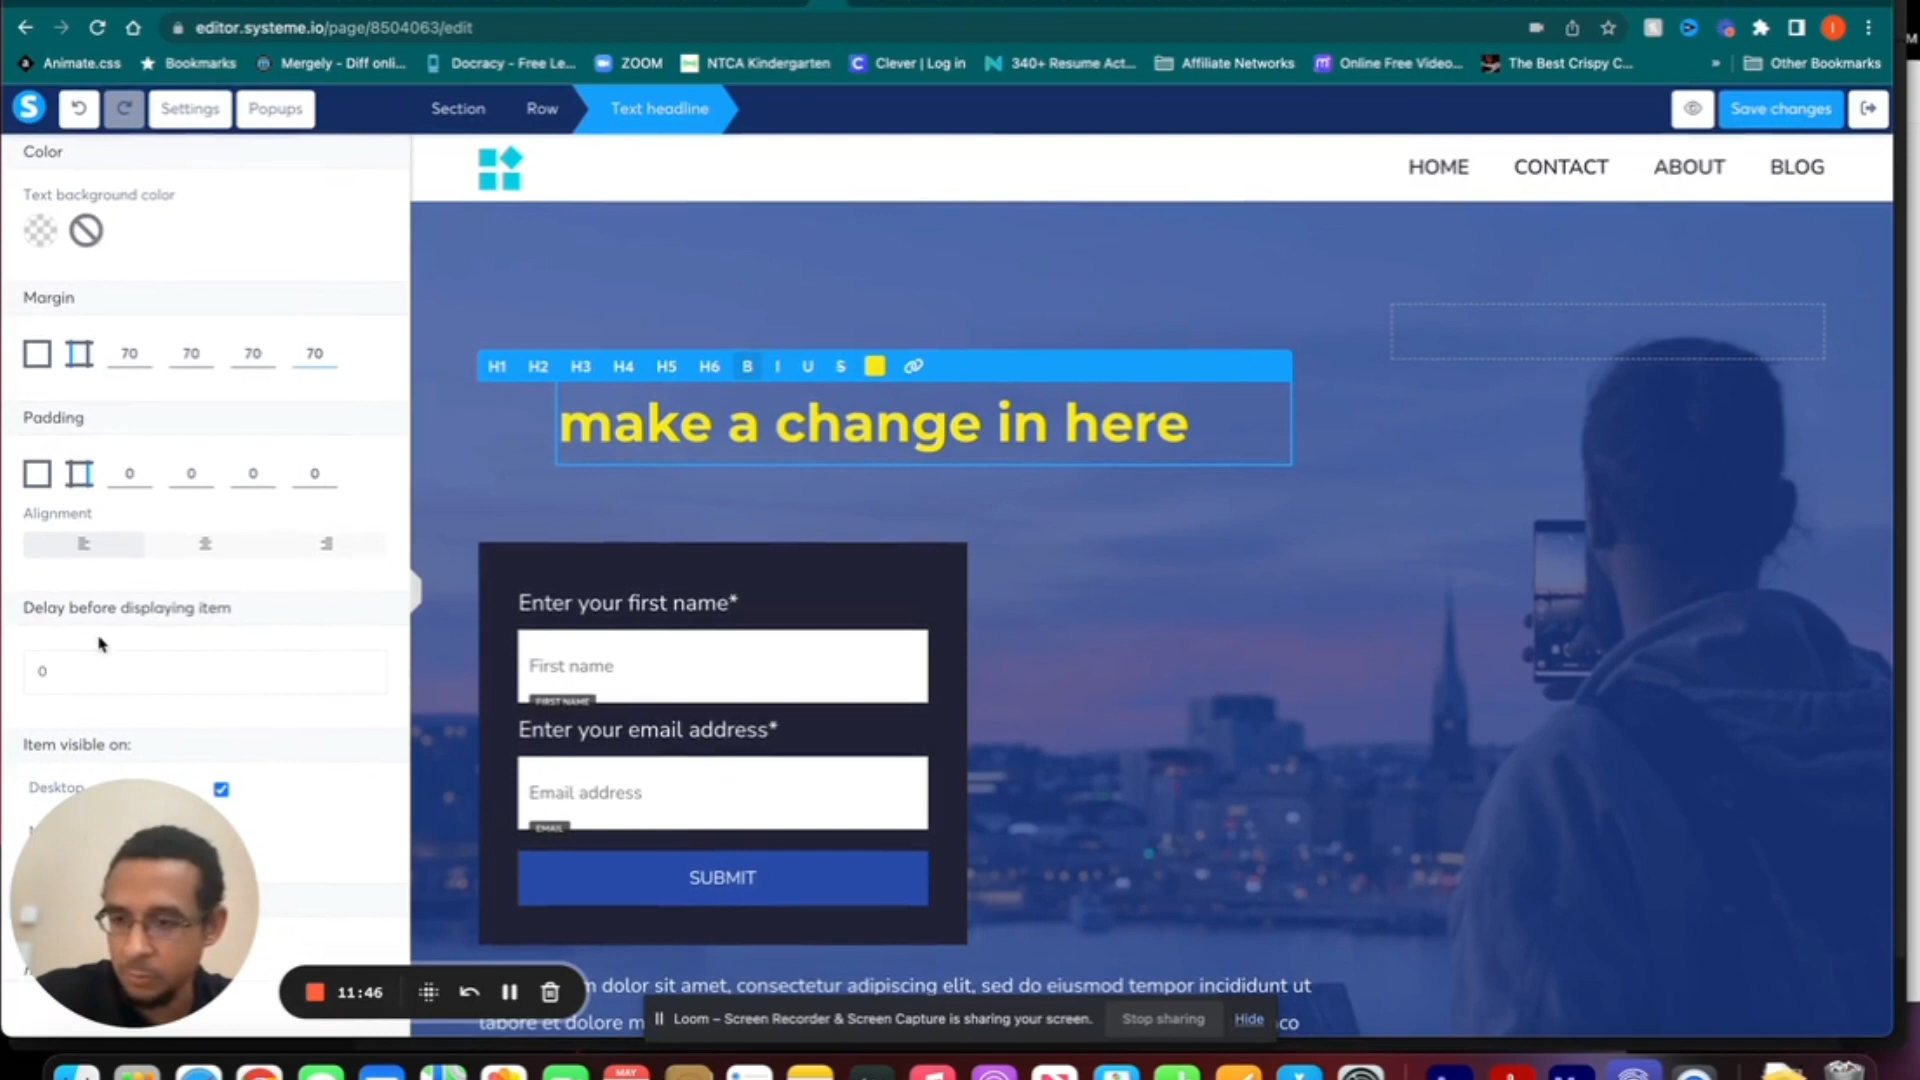 editor.systeme.io/page/8504063/edit
Animate.css
Bookmarks
Mergely - Diff onli...
Docracy - Free Le...
ZOOM
NTCA Kindergarten
Clever | Log in
340+ Resume Act...
Affiliate Networks
Online Free Video...
The Best Crispy C...
»
Other Bookmarks
Settings
Popups
Section
Row
Text headline
Save changes
Color
Text background color
Margin
70 70 70 70
Padding
0 0 0 0
Alignment
Delay before displaying item
0
Item visible on:
Desktop
HOME CONTACT ABOUT BLOG
H1 H2 H3 H4 H5 H6 B I U S
make a change in here
Enter your first name*
First name
FIRST NAME
Enter your email address*
Email address
EMAIL
SUBMIT
dolor sit amet, consectetur adipiscing elit, sed do eiusmod tempor incididunt ut
labore et dolore
11:46
Loom – Screen Recorder & Screen Capture is sharing your screen.
Stop sharing
Hide
MAY